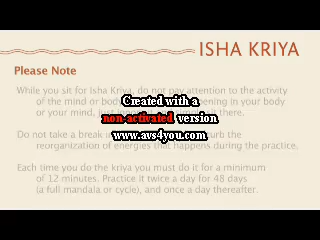 ISHA KRIYA
Please Note
While you sit for Isha Kriya, do not pay attention to the activity
of the mind or body. in your body
or your mind,
Created with a
non-activated version
www.avs4you.com
Do not take a break
reorganization of energies that happens during the practice.
Each time you do the kriya you must do it for a minimum
of 12 minutes. Practice it twice a day for 48 days
(a full mandala or cycle), and once a day thereafter.